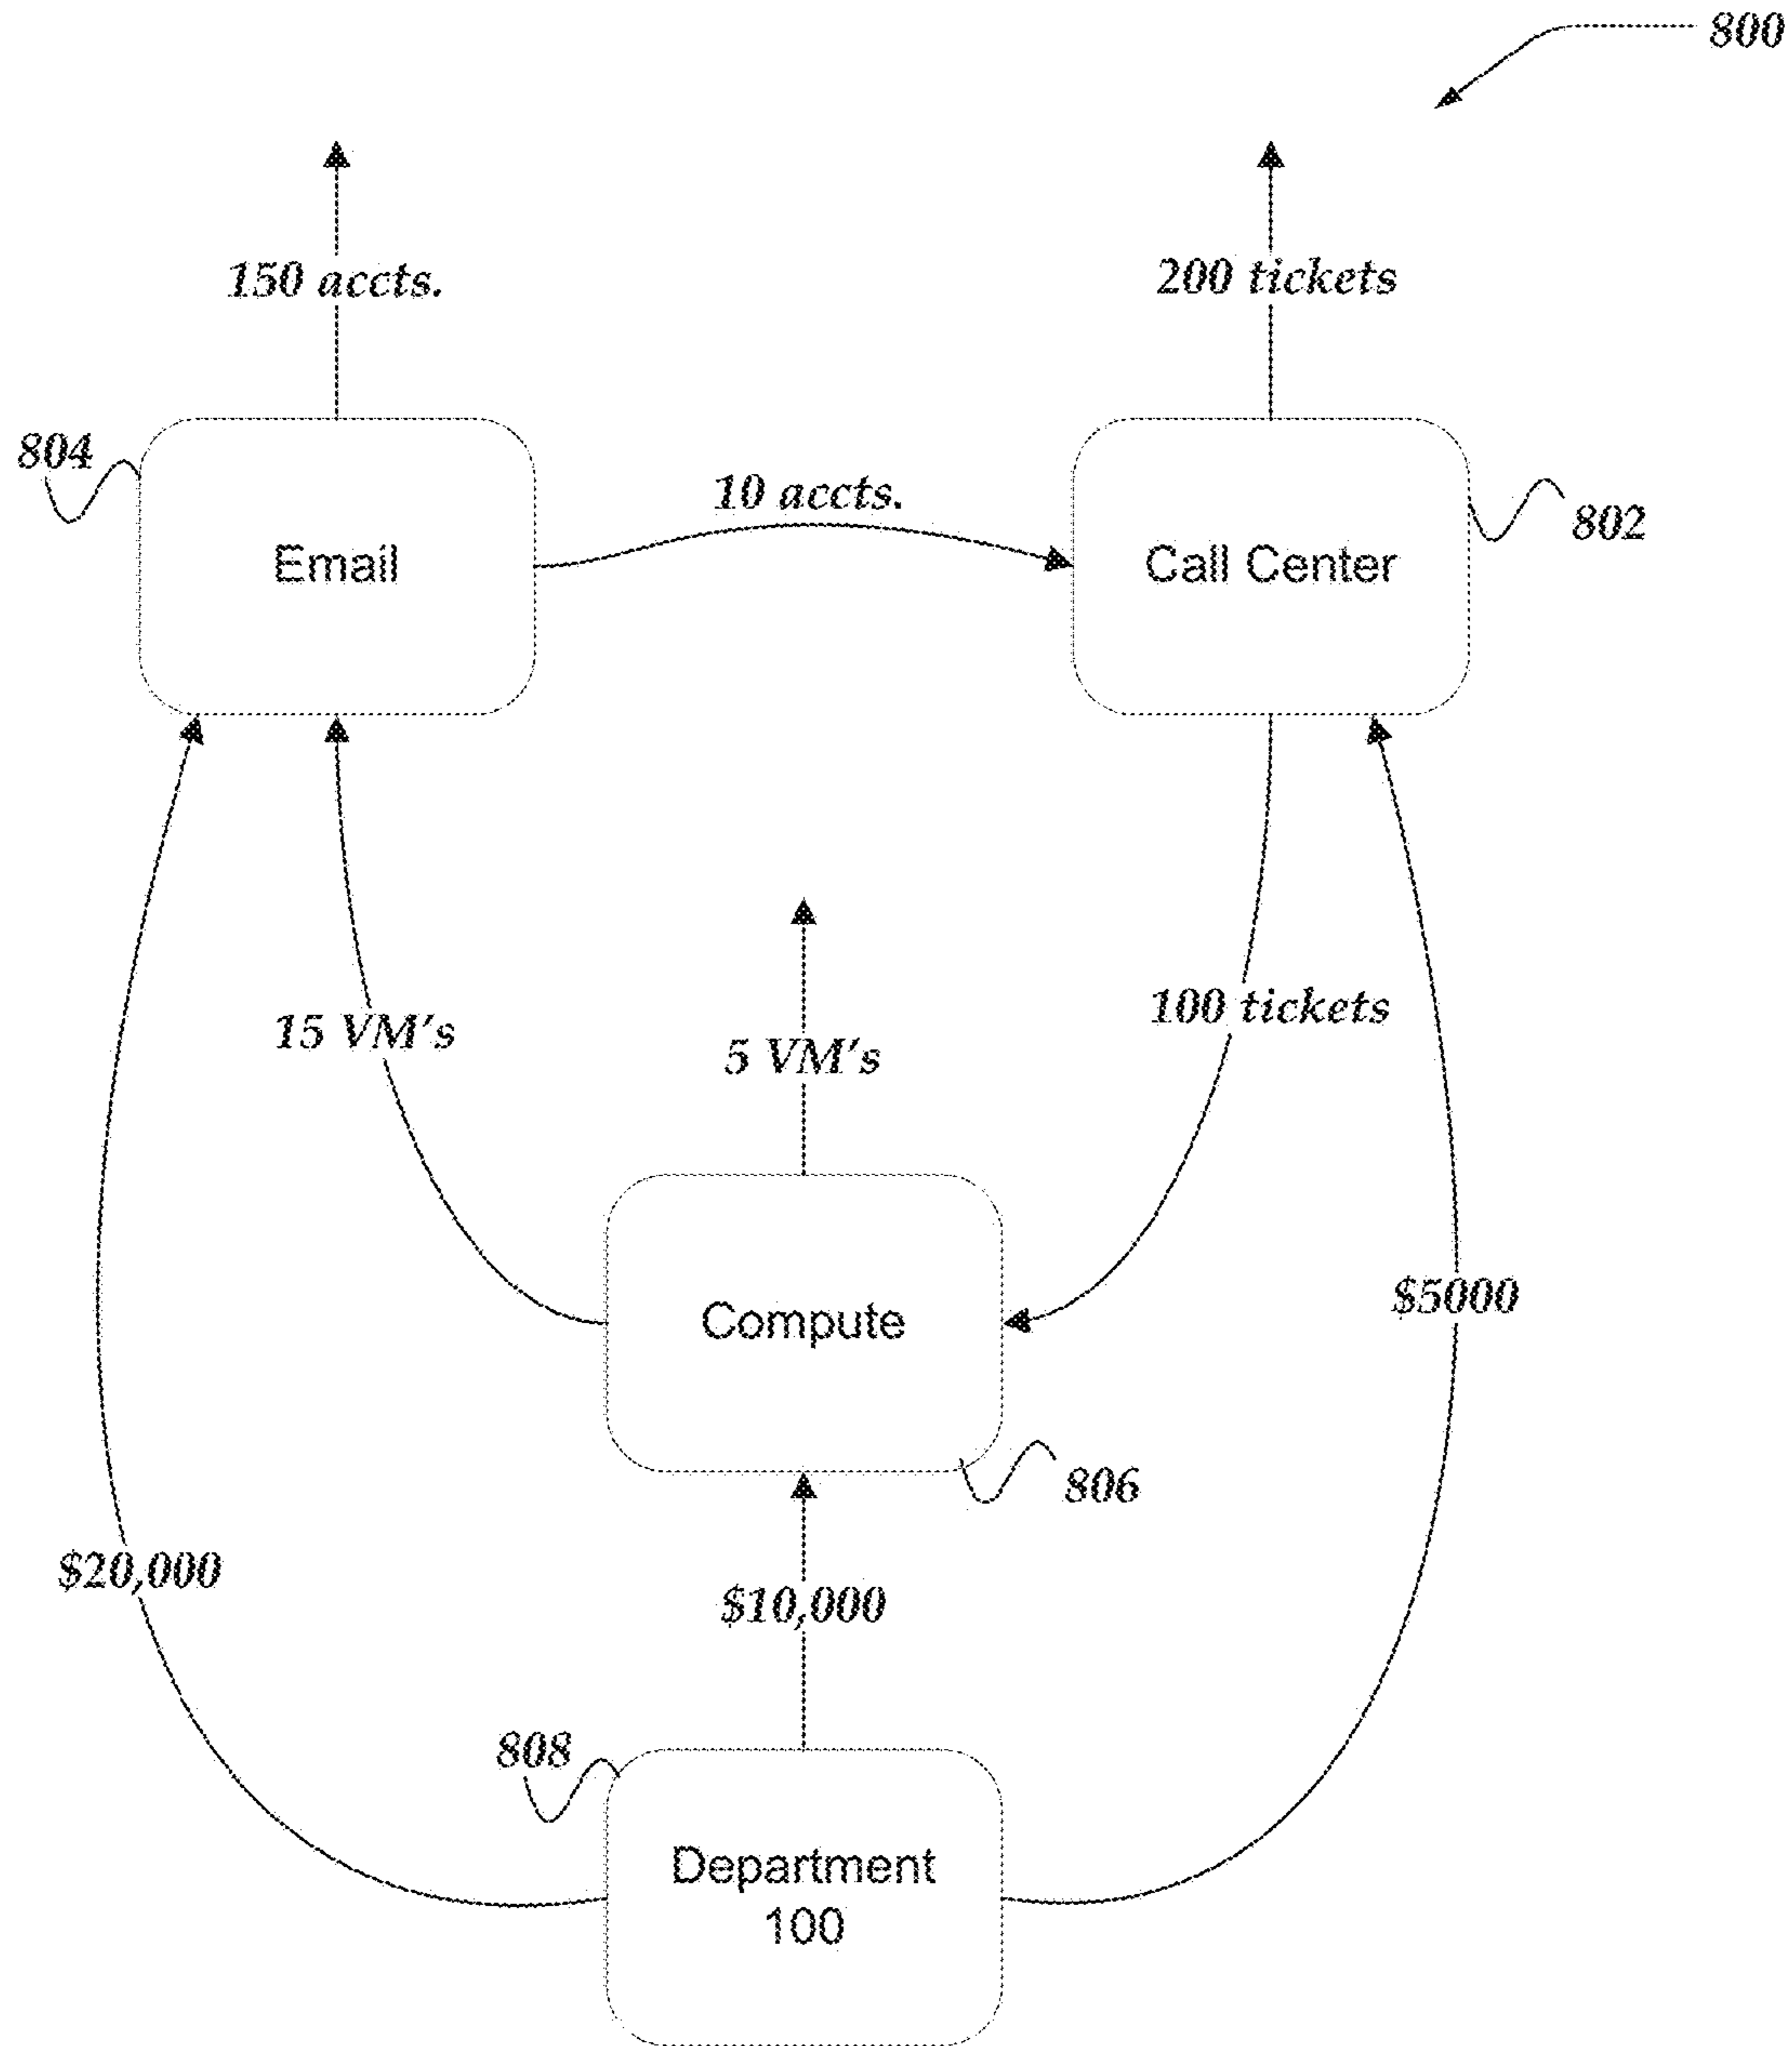 800
150 accts.
200 tickets
804
10 accts.
802
Email
Call Center
15 VM's
5 VM's
100 tickets
$5000
Compute
806
$20,000
$10,000
808
Department
100